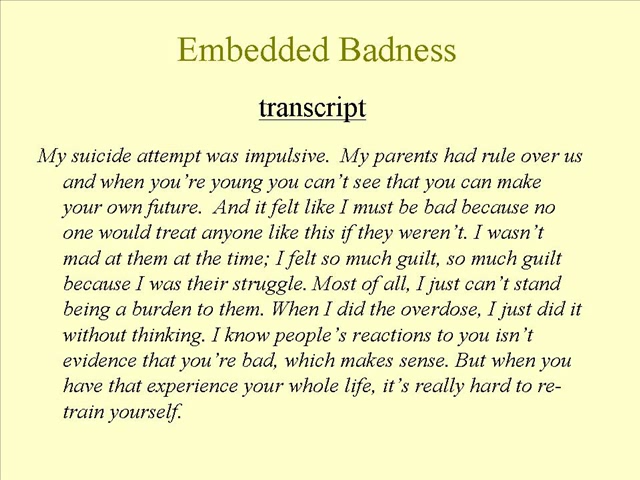 Embedded Badness
transcript
My suicide attempt was impulsive.  My parents had rule over us
and when you’re young you can’t see that you can make
your own future.  And it felt like I must be bad because no
one would treat anyone like this if they weren’t. I wasn’t
mad at them at the time; I felt so much guilt, so much guilt
because I was their struggle. Most of all, I just can’t stand
being a burden to them. When I did the overdose, I just did it
without thinking. I know people’s reactions to you isn’t
evidence that you’re bad, which makes sense. But when you
have that experience your whole life, it’s really hard to re-
train yourself.